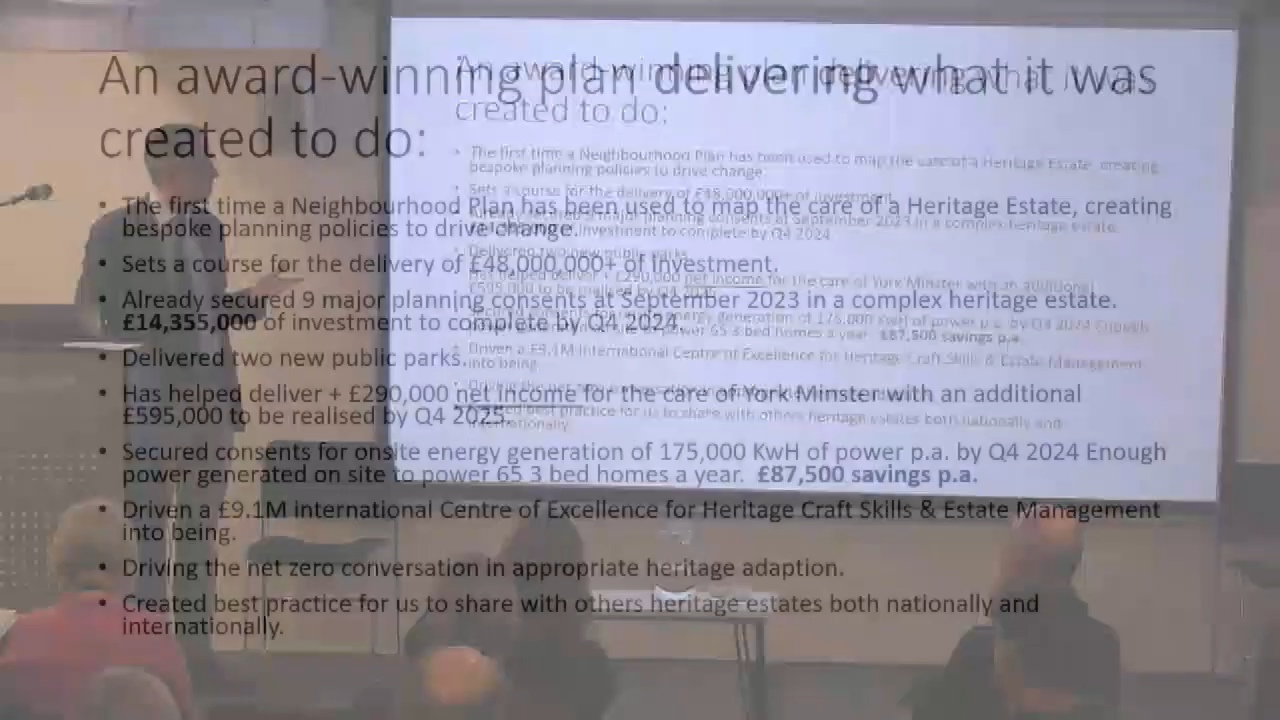 An award-winning plan delivering what it was
created to do:
• The first time a Neighbourhood Plan has been used to map the care of a Heritage Estate, creating
bespoke planning policies to drive change.
• Sets a course for the delivery of £48,000,000+ of investment.
• Already secured 9 major planning consents at September 2023 in a complex heritage estate.
£14,355,000 of investment to complete by Q4 2024.
• Delivered two new public parks.
• Has helped deliver + £290,000 net income for the care of York Minster with an additional
£595,000 to be realised by Q4 2025.
• Secured consents for onsite energy generation of 175,000 KwH of power p.a. by Q4 2024 Enough
power generated on site to power 65 3 bed homes a year. £87,500 savings p.a.
• Driven a £9.1M International Centre of Excellence for Heritage Craft Skills & Estate Management
into being.
• Driving the net zero conversation in appropriate heritage adaption.
• Created best practice for us to share with others heritage estates both nationally and
internationally.